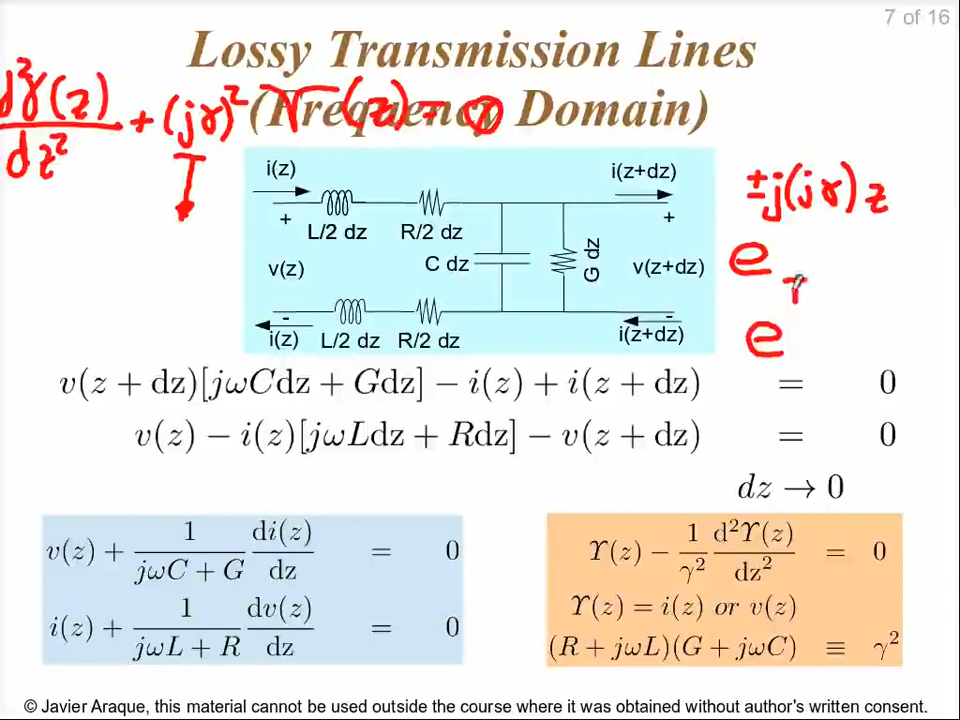 7 of 16
Lossy Transmission Lines
(Frequency Domain)
d²ϒ(z)/dz² + (jγ)² ϒ(z) = 0
±j(jγ)z
e
e
i(z)
i(z+dz)
+
+
L/2 dz
R/2 dz
v(z)
C dz
G dz
v(z+dz)
-
-
i(z)
L/2 dz
R/2 dz
i(z+dz)
v(z + dz)[jωCdz + Gdz] − i(z) + i(z + dz) = 0
v(z) − i(z)[jωLdz + Rdz] − v(z + dz) = 0
dz → 0
v(z) + 1/(jωC + G) di(z)/dz = 0
i(z) + 1/(jωL + R) dv(z)/dz = 0
ϒ(z) − 1/γ² d²ϒ(z)/dz² = 0
ϒ(z) = i(z) or v(z)
(R + jωL)(G + jωC) ≡ γ²
© Javier Araque, this material cannot be used outside the course where it was obtained without author's written consent.